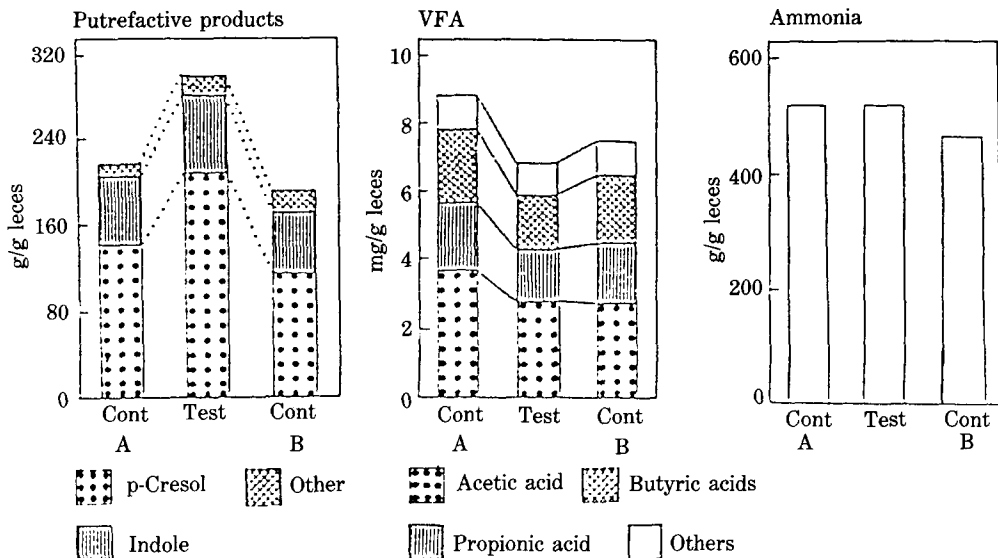 Putrefactive products
320
240
160
80
0
g/g leces
Cont
Test
Cont
A
B
p-Cresol
Other
Indole
VFA
10
8
6
4
2
0
mg/g leces
Cont
Test
Cont
A
B
Acetic acid
Butyric acids
Propionic acid
Others
Ammonia
600
400
200
0
g/g leces
Cont
Test
Cont
A
B